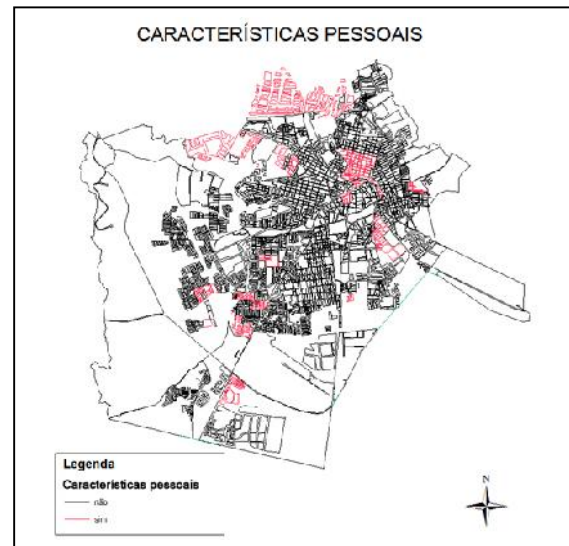 CARACTERÍSTICAS PESSOAIS
Legenda
Características pessoais
não
sim
N